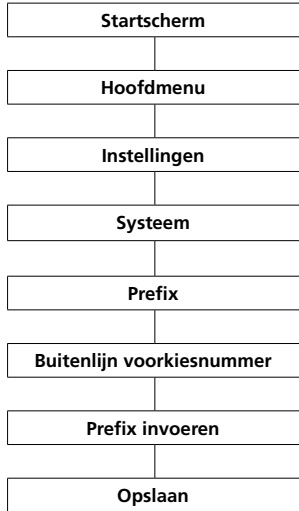 Startscherm
Hoofdmenu
Instellingen
Systeem
Prefix
Buitenlijn voorkiesnummer
Prefix invoeren
Opslaan